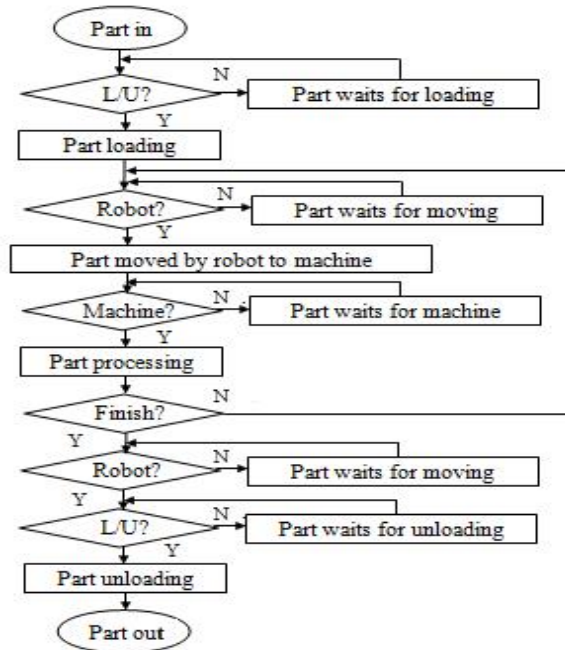 Part in
N
L/U?
Part waits for loading
Y
Part loading
N
Robot?
Part waits for moving
Y
Part moved by robot to machine
N
Machine?
Part waits for machine
Y
Part processing
N
Finish?
Y
Robot?
N
Part waits for moving
Y
N
L/U?
Part waits for unloading
Y
Part unloading
Part out